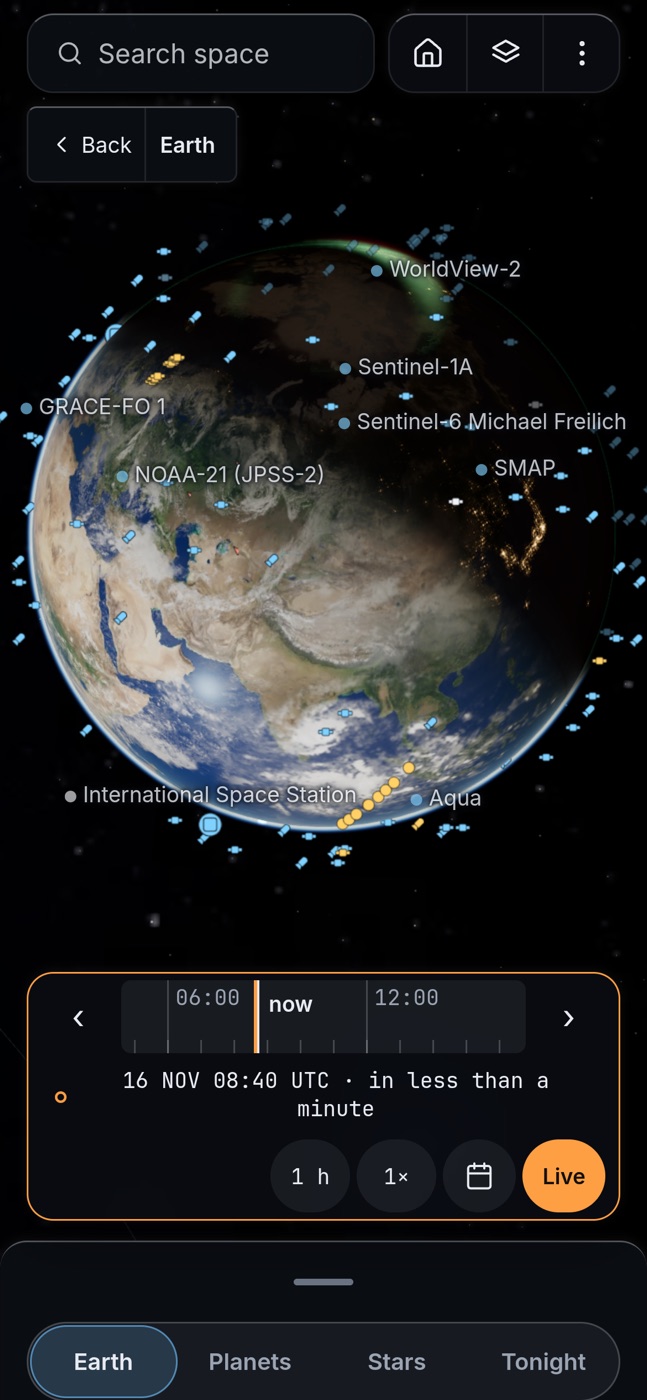 Search space
Back
Earth
WorldView-2
Sentinel-1A
GRACE-FO 1
Sentinel-6 Michael Freilich
NOAA-21 (JPSS-2)
SMAP
International Space Station
Aqua
06:00
now
12:00
16 NOV 08:40 UTC · in less than a
minute
1 h
1×
Live
Earth
Planets
Stars
Tonight